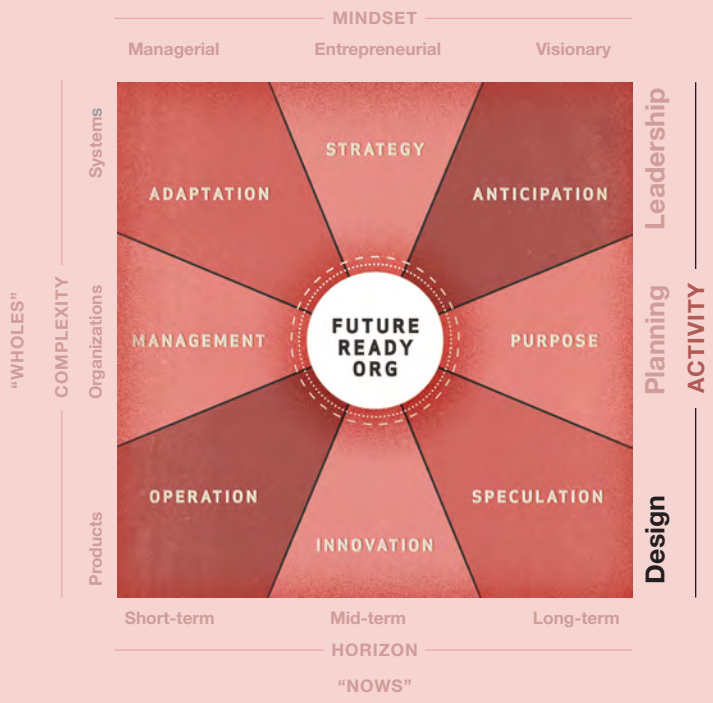 MINDSET
Managerial
Entrepreneurial
Visionary
Systems
Organizations
Products
COMPLEXITY
"WHOLES"
STRATEGY
ADAPTATION
ANTICIPATION
MANAGEMENT
FUTURE
READY
ORG
PURPOSE
OPERATION
SPECULATION
INNOVATION
Leadership
Planning
Design
ACTIVITY
Short-term
Mid-term
Long-term
HORIZON
“NOWS”